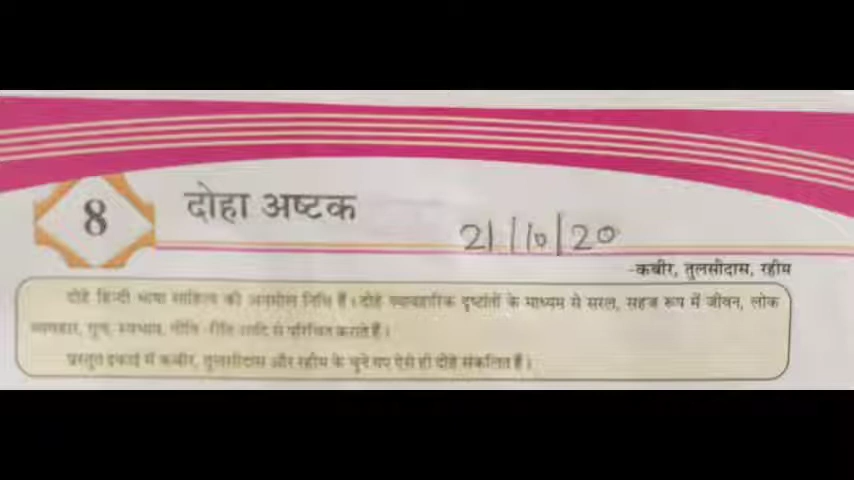 8
दोहा अष्टक
21/10/20
-कबीर, तुलसीदास, रहीम
दोहे हिन्दी भाषा साहित्य की अनमोल निधि हैं। दोहे व्यावहारिक दृष्टांतों के माध्यम से सरल, सहज रूप में जीवन, लोक
व्यवहार, गुण, स्वभाव, नीति -रीति आदि से परिचित कराते हैं।
प्रस्तुत इकाई में कबीर, तुलसीदास और रहीम के चुने गए ऐसे ही दोहे संकलित हैं।